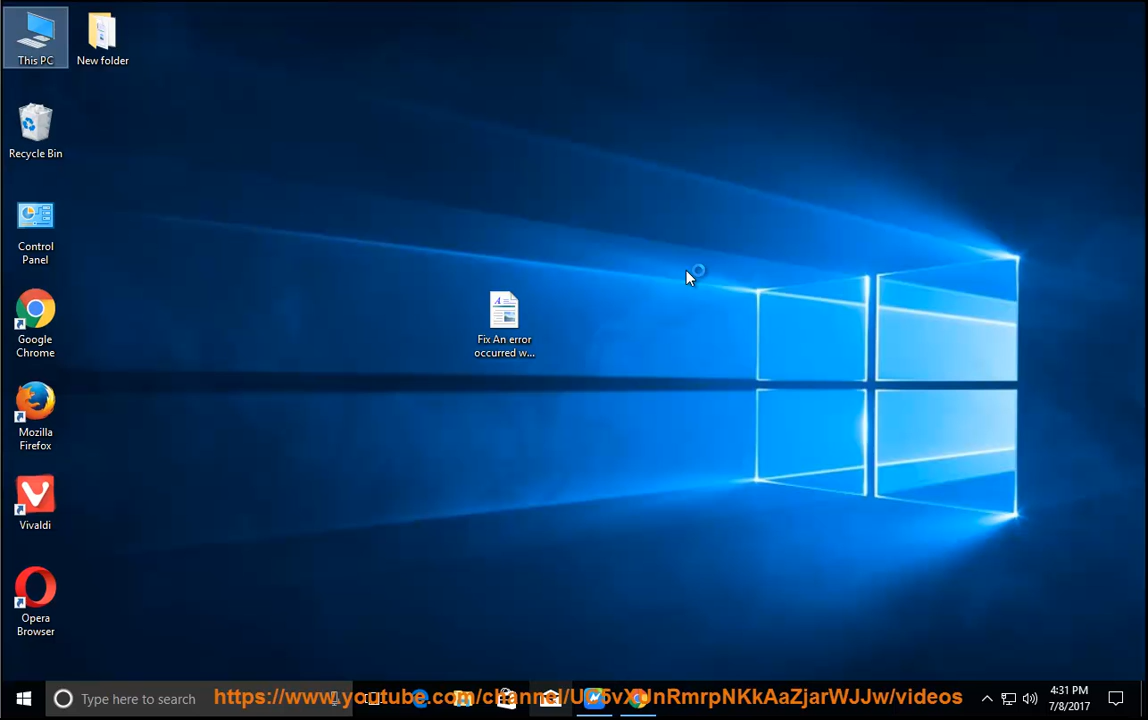 This PC
New folder
Recycle Bin
Control
Panel
Google
Chrome
Fix An error
occurred w...
Mozilla
Firefox
Vivaldi
Opera
Browser
Type here to search
4:31 PM
7/8/2017